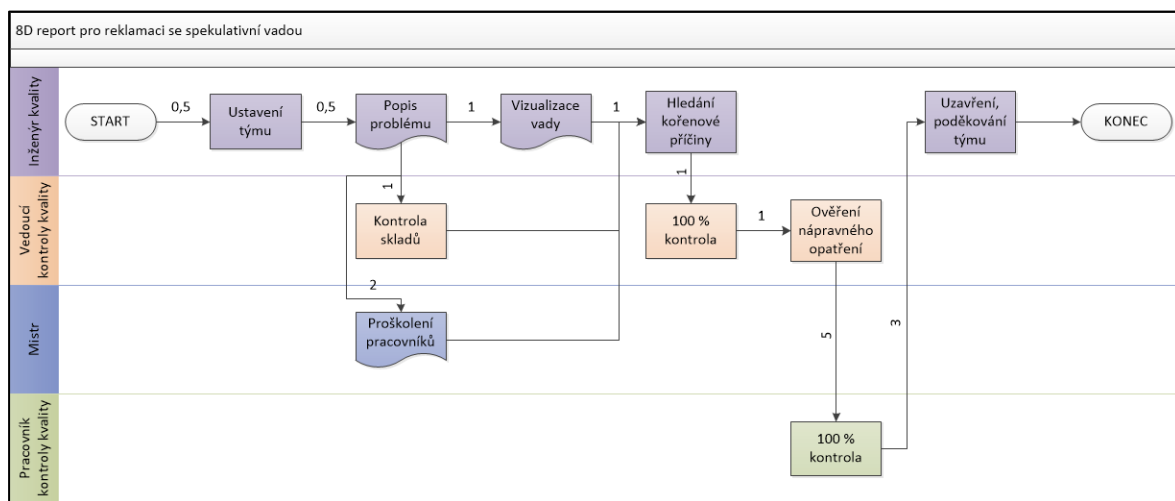 8D report pro reklamaci se spekulativní vadou
Inženýr kvality
START
0,5
Ustavení
týmu
0,5
Popis
problému
1
Vizualizace
vady
1
Hledání
kořenové
příčiny
Uzavření,
poděkování
týmu
KONEC
1
1
Vedoucí
kontroly kvality
Kontrola
skladů
100 %
kontrola
1
Ověření
nápravného
opatření
2
Mistr
Proškolení
pracovníků
5
3
Pracovník
kontroly kvality
100 %
kontrola